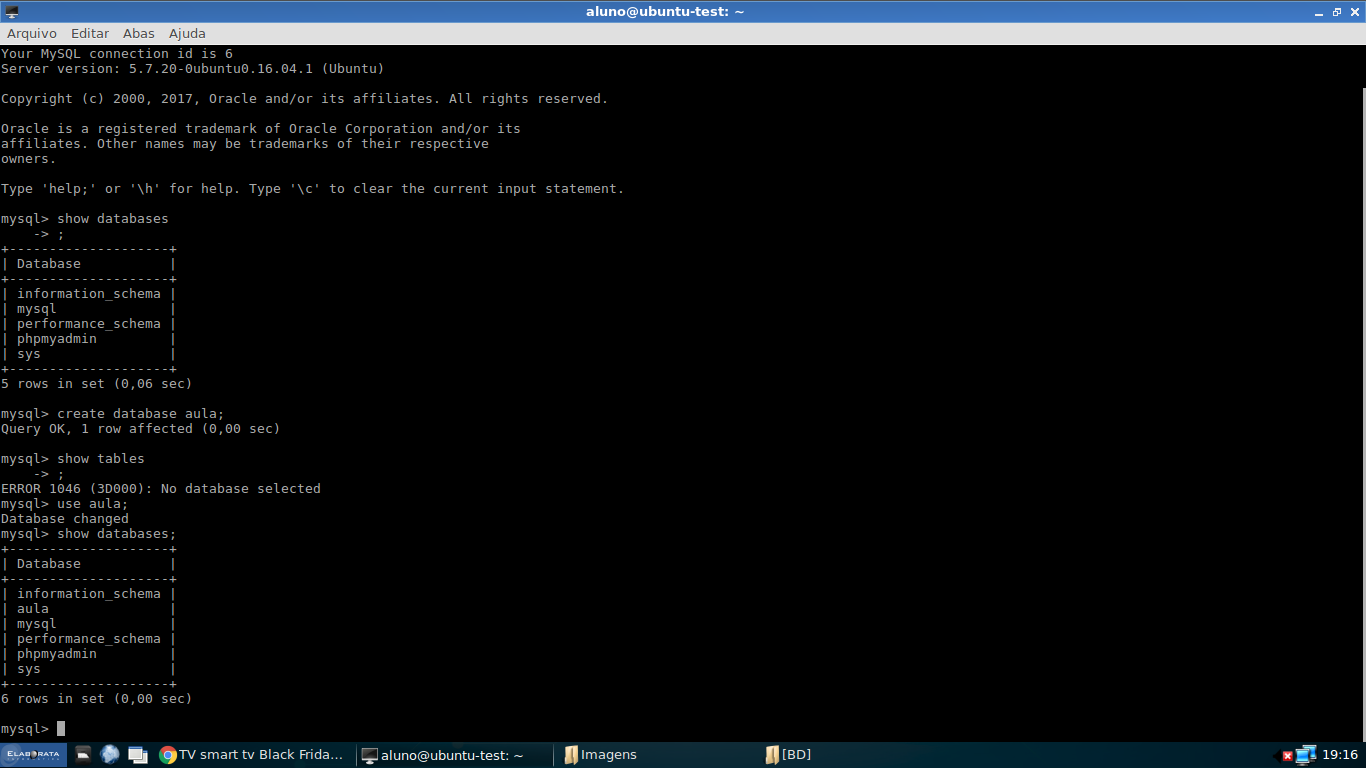 aluno@ubuntu-test: ~
Arquivo Editar Abas Ajuda
Your MySQL connection id is 6
Server version: 5.7.20-0ubuntu0.16.04.1 (Ubuntu)
Copyright (c) 2000, 2017, Oracle and/or its affiliates. All rights reserved.
Oracle is a registered trademark of Oracle Corporation and/or its
affiliates. Other names may be trademarks of their respective
owners.
Type 'help;' or '\h' for help. Type '\c' to clear the current input statement.
mysql> show databases
    -> ;
+--------------------+
| Database           |
+--------------------+
| information_schema |
| mysql              |
| performance_schema |
| phpmyadmin         |
| sys                |
+--------------------+
5 rows in set (0,06 sec)
mysql> create database aula;
Query OK, 1 row affected (0,00 sec)
mysql> show tables
    -> ;
ERROR 1046 (3D000): No database selected
mysql> use aula;
Database changed
mysql> show databases;
+--------------------+
| Database           |
+--------------------+
| information_schema |
| aula               |
| mysql              |
| performance_schema |
| phpmyadmin         |
| sys                |
+--------------------+
6 rows in set (0,00 sec)
mysql>
ELABORATA TV smart tv Black Frida... aluno@ubuntu-test: ~ Imagens [BD] 19:16